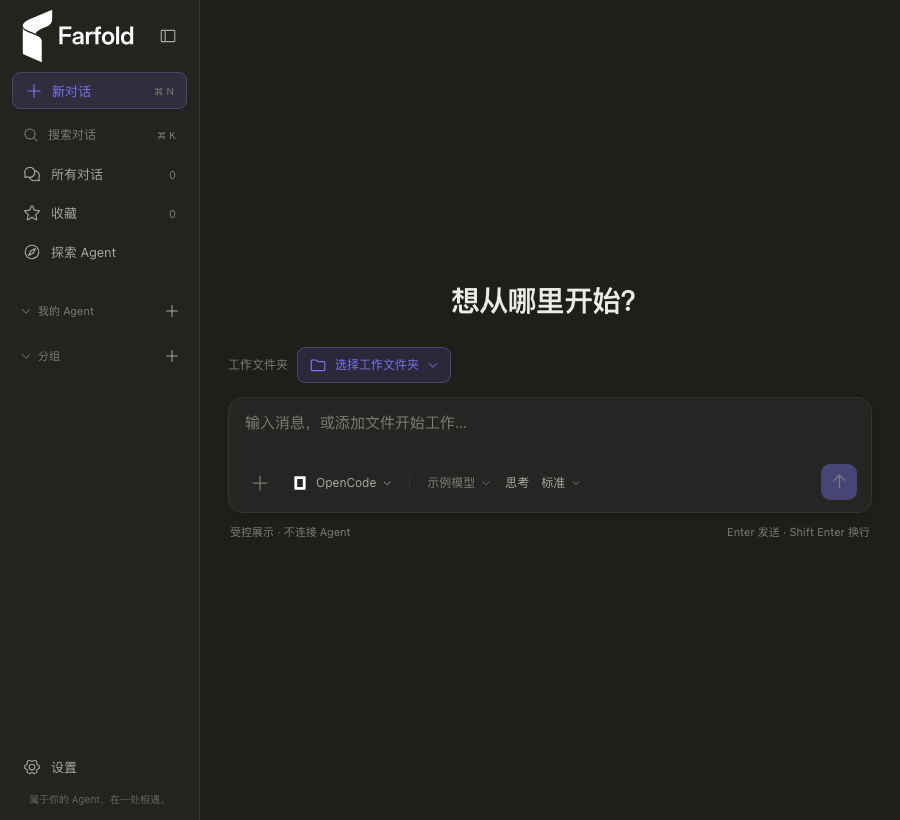 Farfold
新对话 ⌘ N
搜索对话 ⌘ K
所有对话 0
收藏 0
探索 Agent
我的 Agent
分组
设置
属于你的 Agent，在一处相遇。
想从哪里开始?
工作文件夹 选择工作文件夹
输入消息，或添加文件开始工作...
OpenCode 示例模型 思考 标准
受控展示 · 不连接 Agent
Enter 发送 · Shift Enter 换行